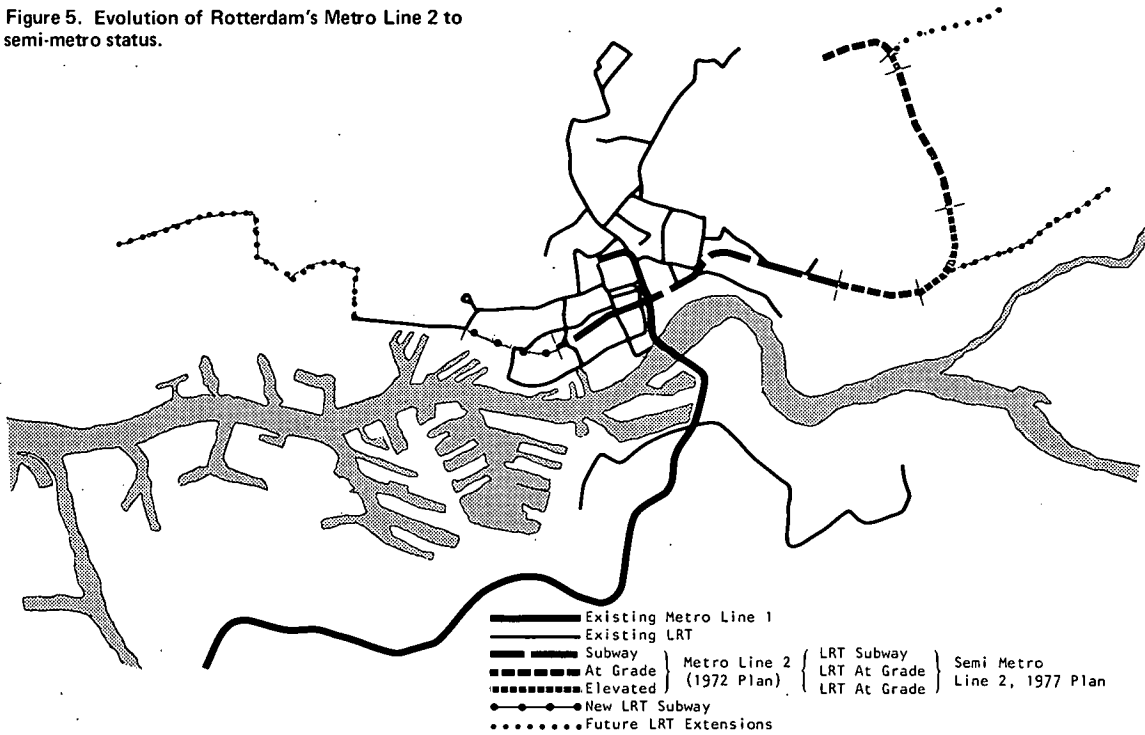 Figure 5. Evolution of Rotterdam's Metro Line 2 to
semi-metro status.
Existing Metro Line 1
Existing LRT
Subway
At Grade
Elevated
Metro Line 2
(1972 Plan)
LRT Subway
LRT At Grade
LRT At Grade
Semi Metro
Line 2, 1977 Plan
New LRT Subway
Future LRT Extensions